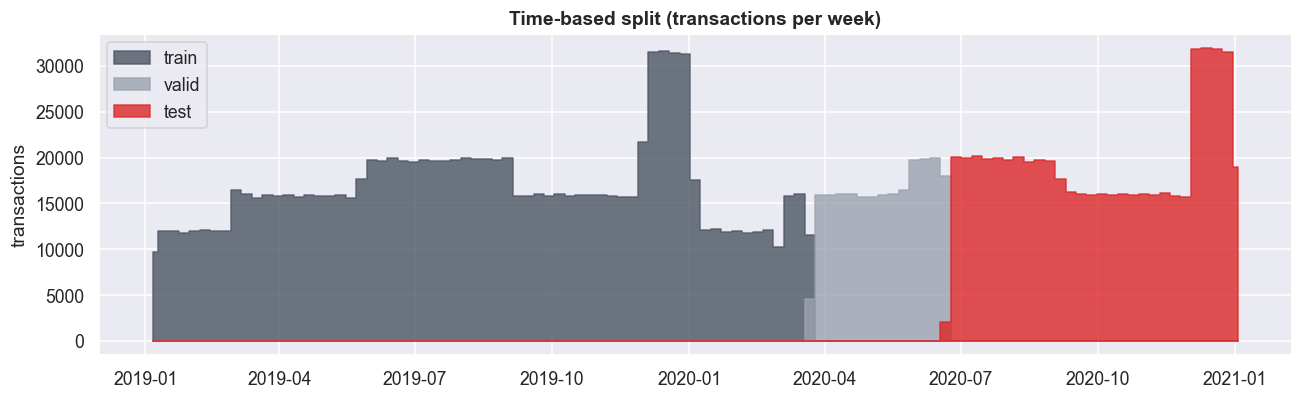 Time-based split (transactions per week)
train
valid
test
transactions
30000
25000
20000
15000
10000
5000
0
2019-01 2019-04 2019-07 2019-10 2020-01 2020-04 2020-07 2020-10 2021-01